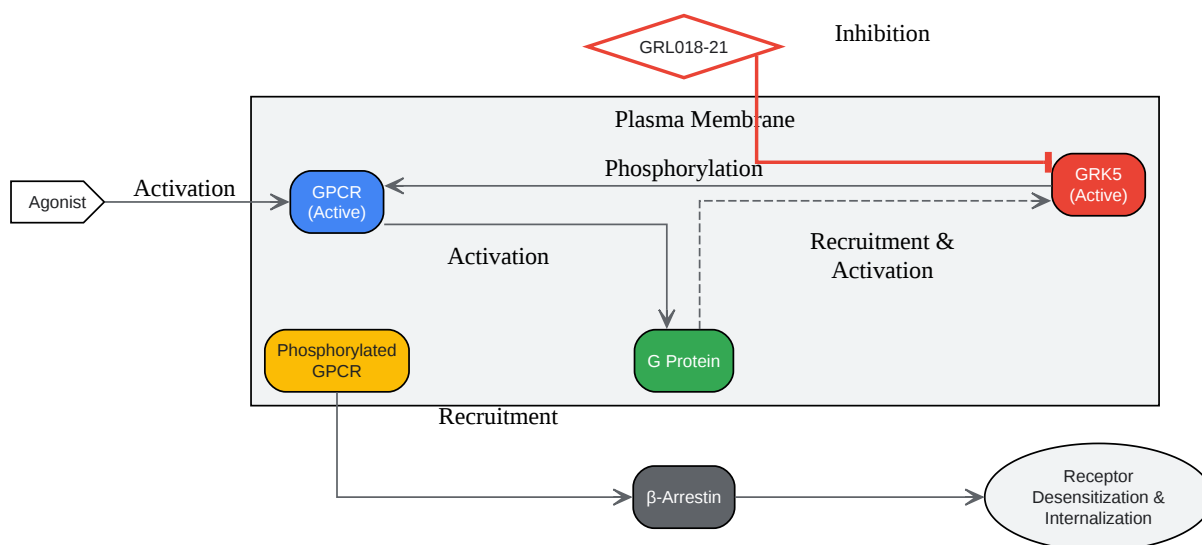 GRL018-21
Inhibition
Plasma Membrane
Phosphorylation
GPCR
(Active)
GRK5
(Active)
Activation
Agonist
Activation
Recruitment &
Activation
Phosphorylated
GPCR
G Protein
Recruitment
β-Arrestin
Receptor
Desensitization &
Internalization